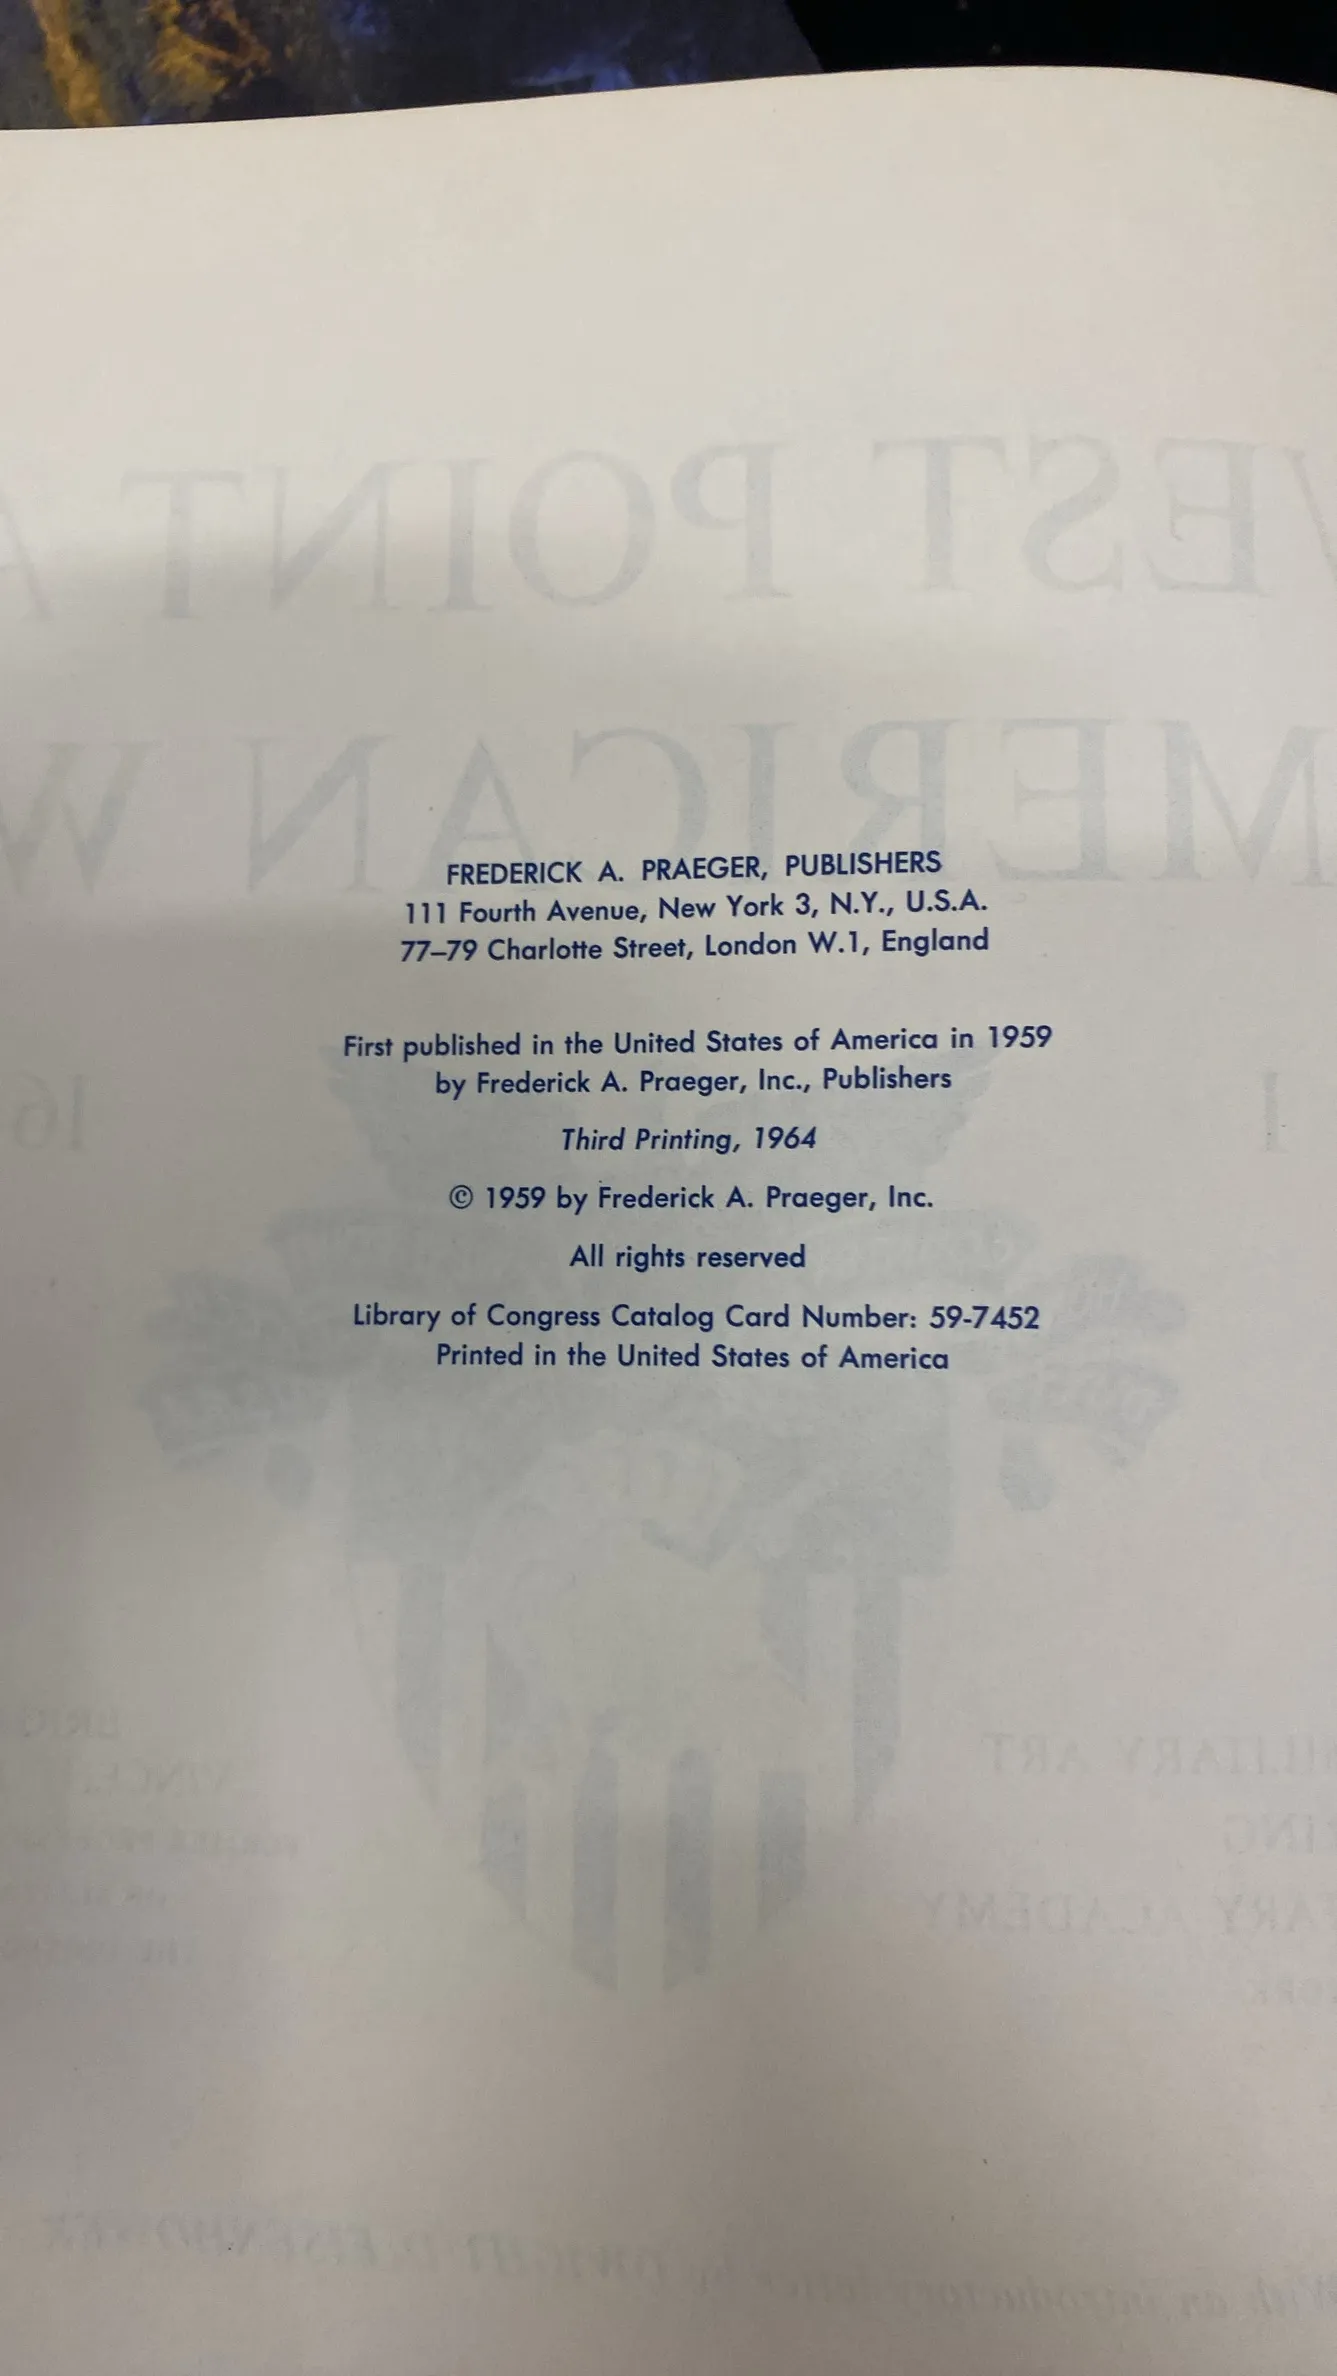 FREDERICK A. PRAEGER, PUBLISHERS
111 Fourth Avenue, New York 3, N.Y., U.S.A.
77–79 Charlotte Street, London W.1, England
First published in the United States of America in 1959
by Frederick A. Praeger, Inc., Publishers
Third Printing, 1964
© 1959 by Frederick A. Praeger, Inc.
All rights reserved
Library of Congress Catalog Card Number: 59-7452
Printed in the United States of America